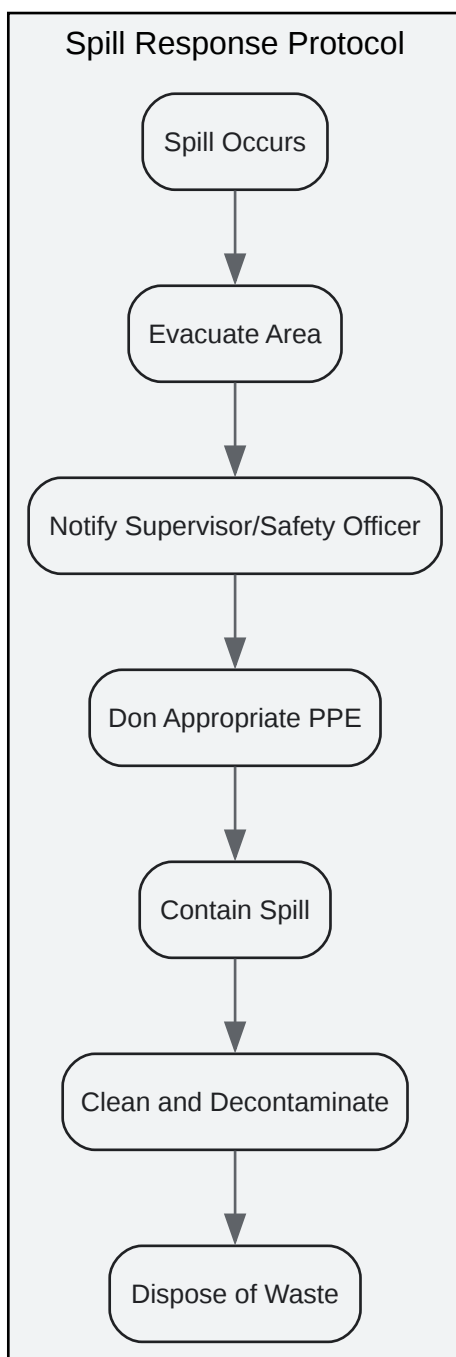 Spill Response Protocol
Spill Occurs
Evacuate Area
Notify Supervisor/Safety Officer
Don Appropriate PPE
Contain Spill
Clean and Decontaminate
Dispose of Waste